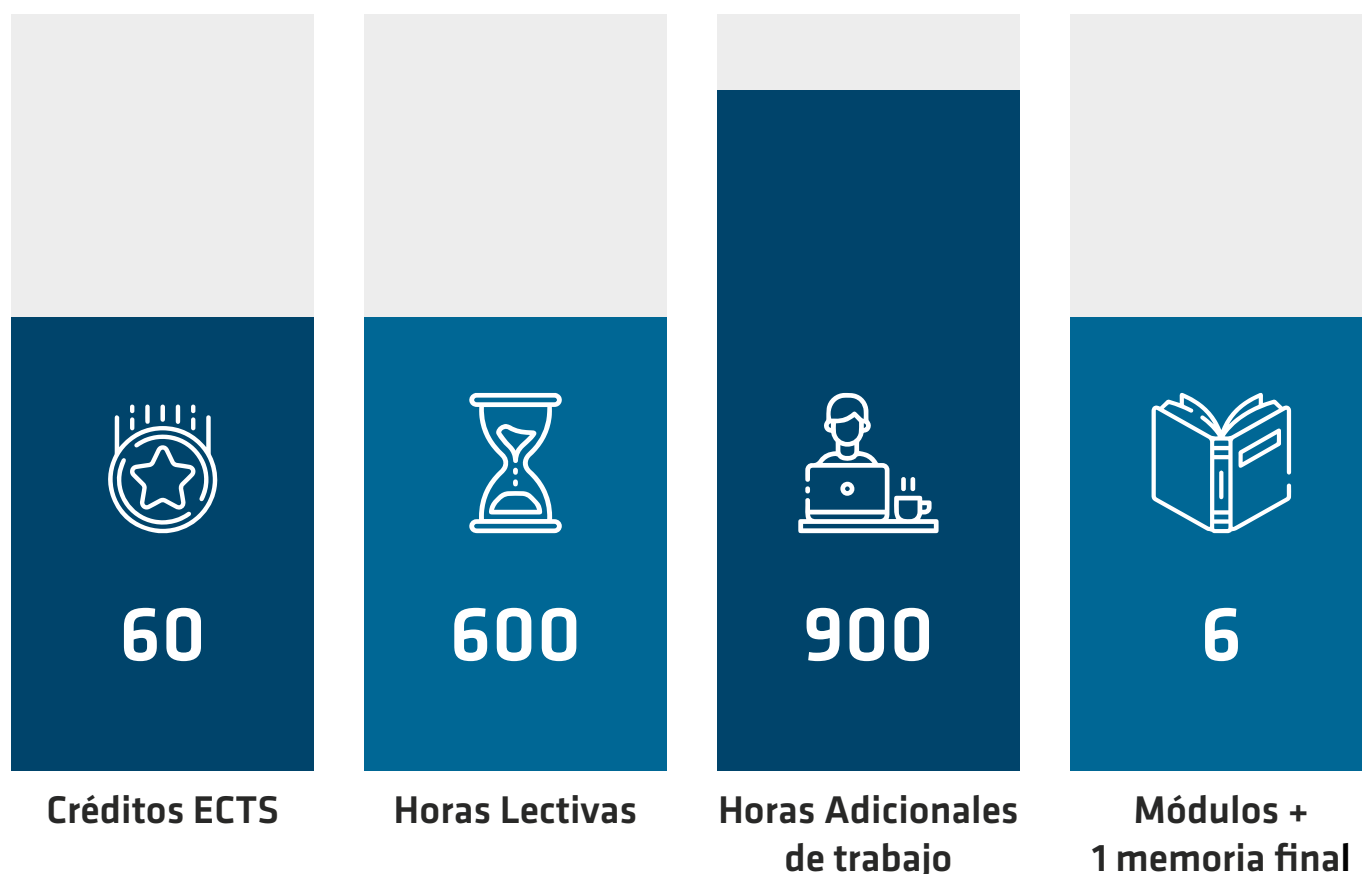 60
Créditos ECTS
600
Horas Lectivas
900
Horas Adicionales
de trabajo
6
Módulos +
1 memoria final